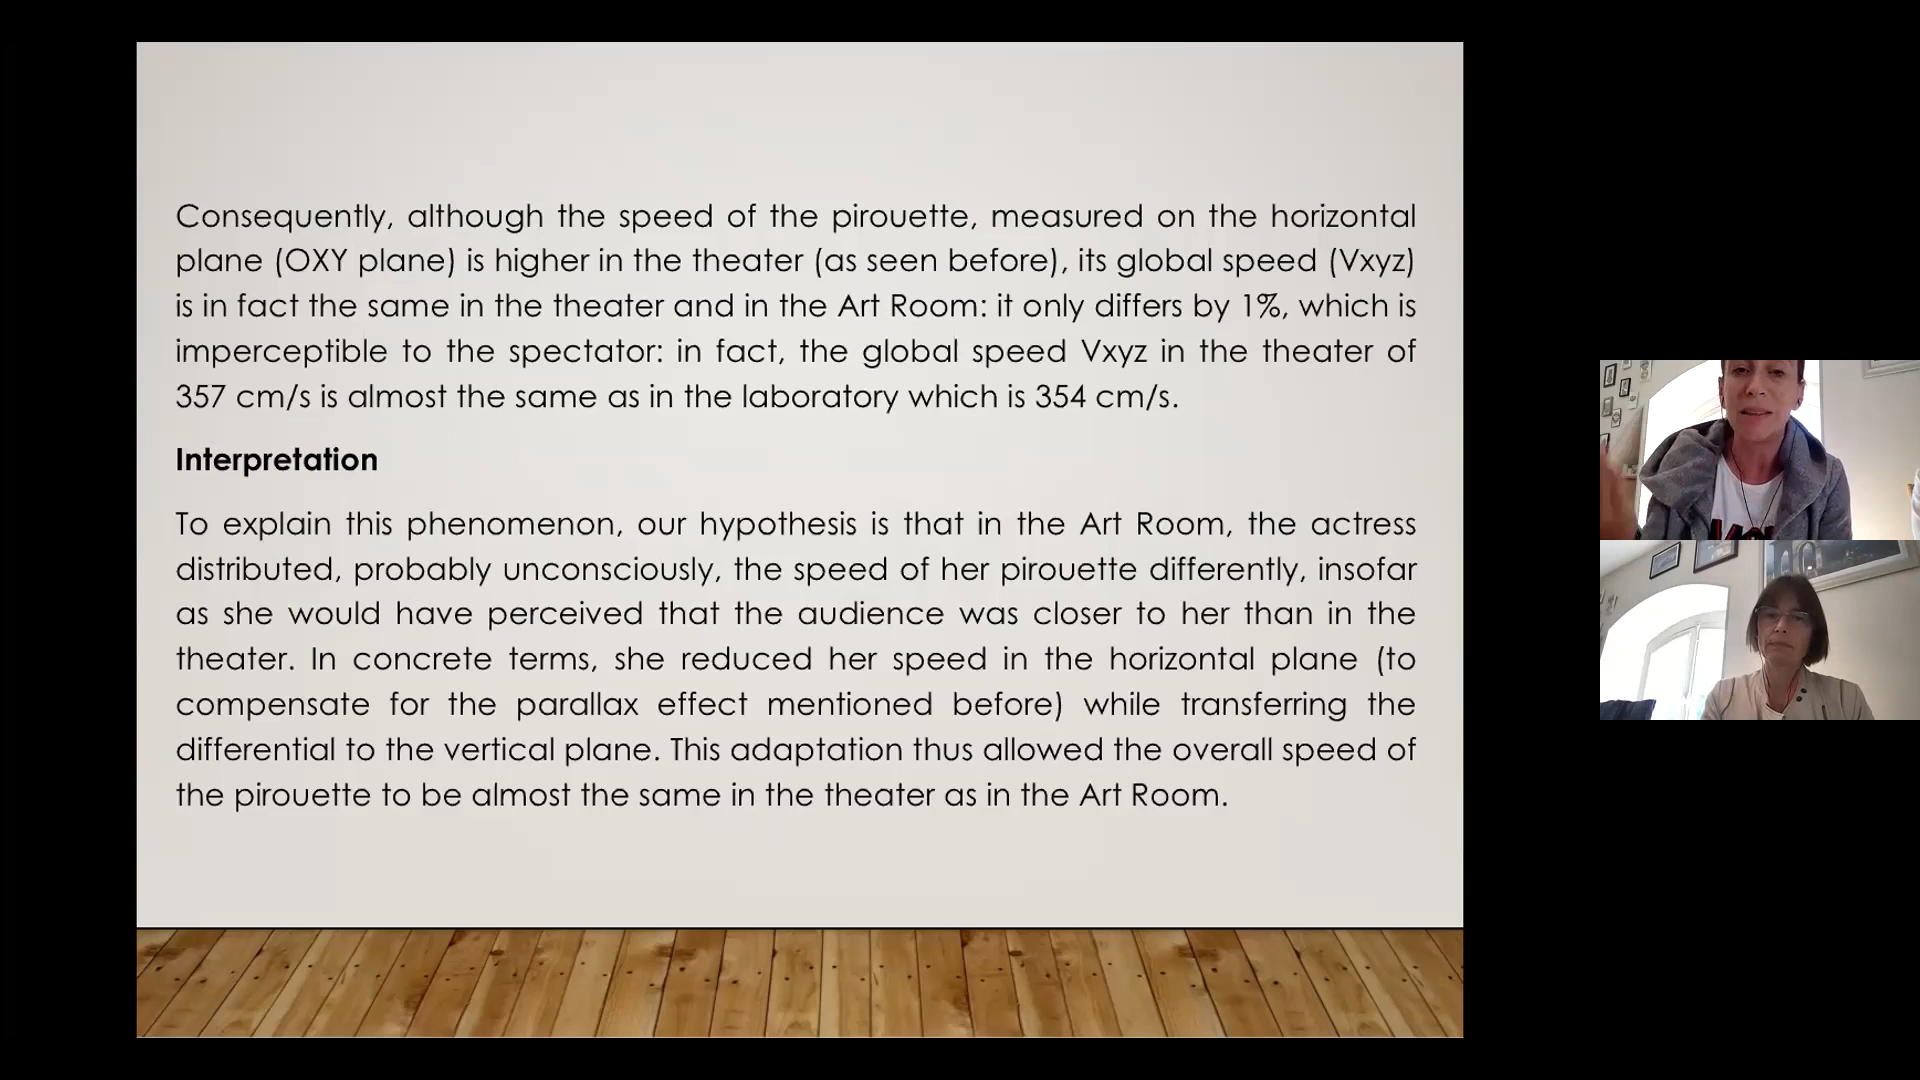 Consequently, although the speed of the pirouette, measured on the horizontal
plane (OXY plane) is higher in the theater (as seen before), its global speed (Vxyz)
is in fact the same in the theater and in the Art Room: it only differs by 1%, which is
imperceptible to the spectator: in fact, the global speed Vxyz in the theater of
357 cm/s is almost the same as in the laboratory which is 354 cm/s.
Interpretation
To explain this phenomenon, our hypothesis is that in the Art Room, the actress
distributed, probably unconsciously, the speed of her pirouette differently, insofar
as she would have perceived that the audience was closer to her than in the
theater. In concrete terms, she reduced her speed in the horizontal plane (to
compensate for the parallax effect mentioned before) while transferring the
differential to the vertical plane. This adaptation thus allowed the overall speed of
the pirouette to be almost the same in the theater as in the Art Room.